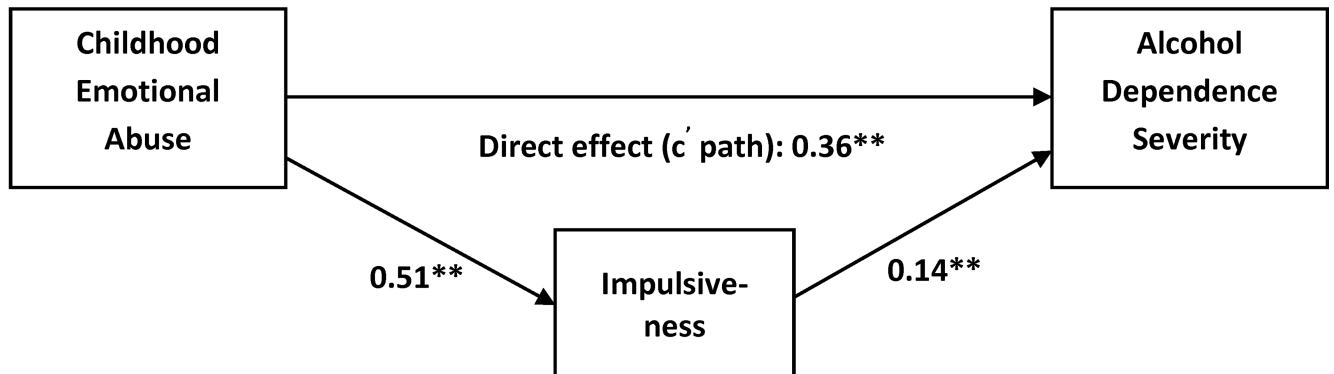 Childhood
Emotional
Abuse
Alcohol
Dependence
Severity
Direct effect (c’ path): 0.36**
0.51**
0.14**
Impulsive-
ness